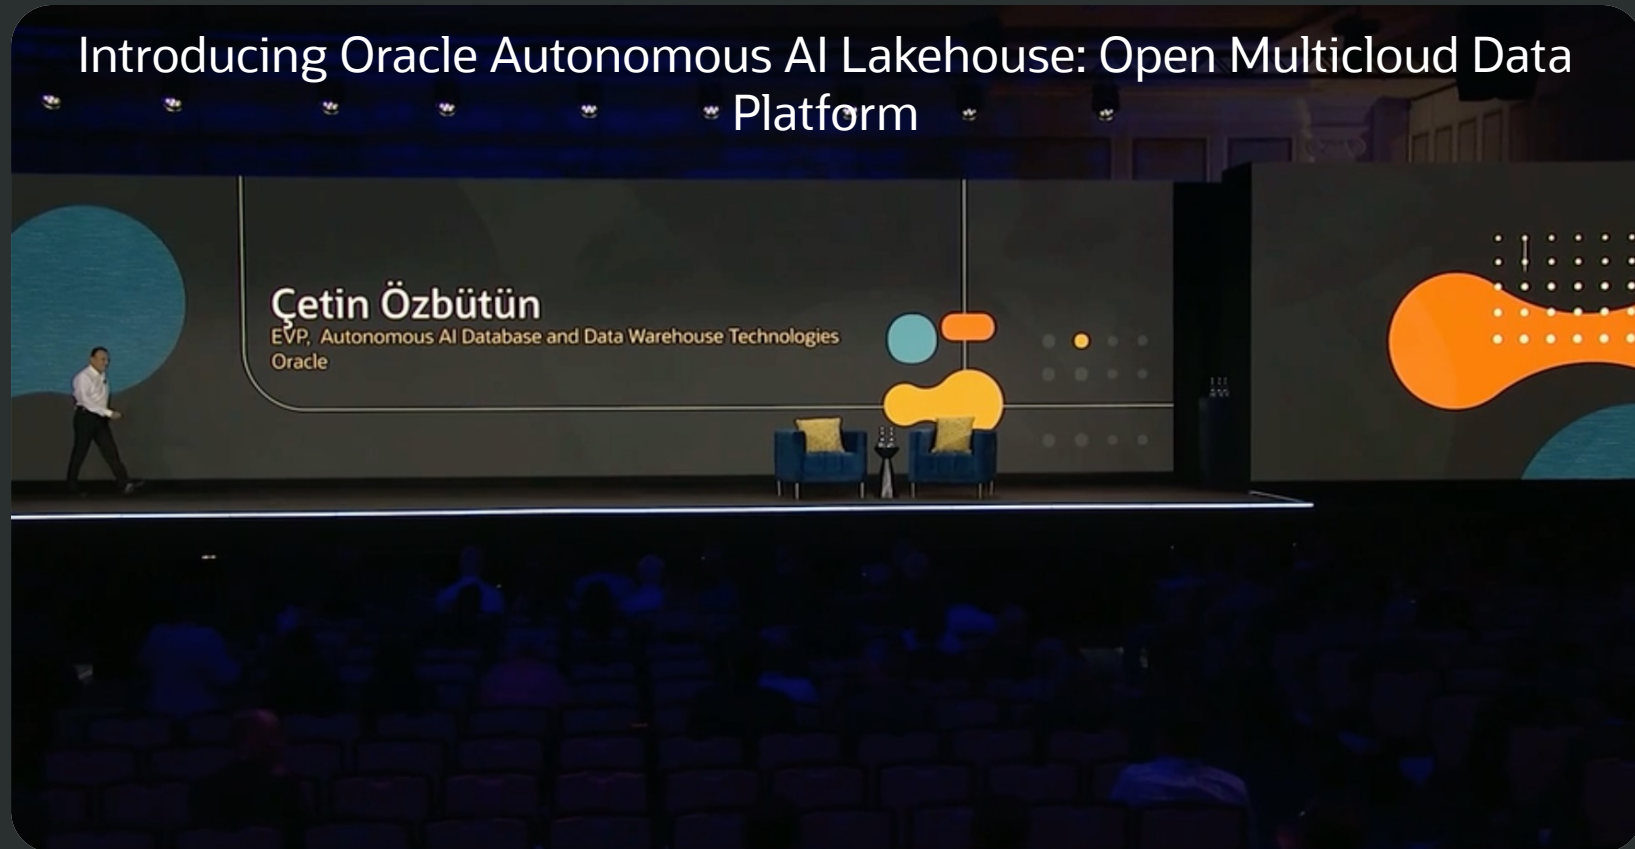 Introducing Oracle Autonomous AI Lakehouse: Open Multicloud Data
Platform
Çetin Özbütün
EVP, Autonomous AI Database and Data Warehouse Technologies
Oracle